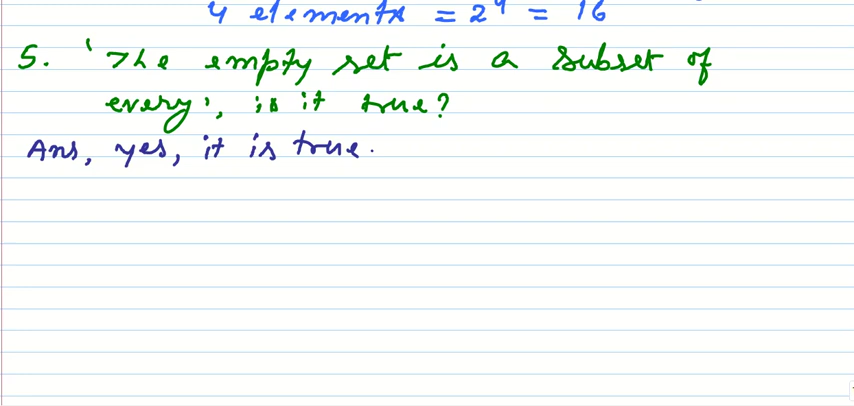 4 elements = 2⁴ = 16
5. 'The empty set is a subset of
every', is it true?
Ans, yes, it is true.